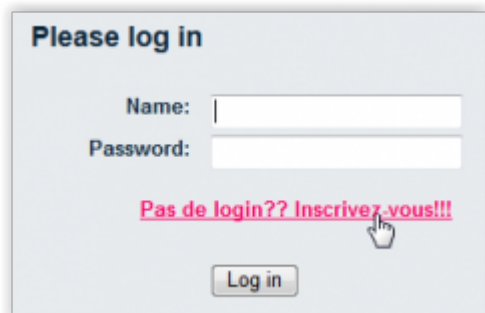 Please log in
Name:
Password:
Pas de login?? Inscrivez-vous!!!
Log in